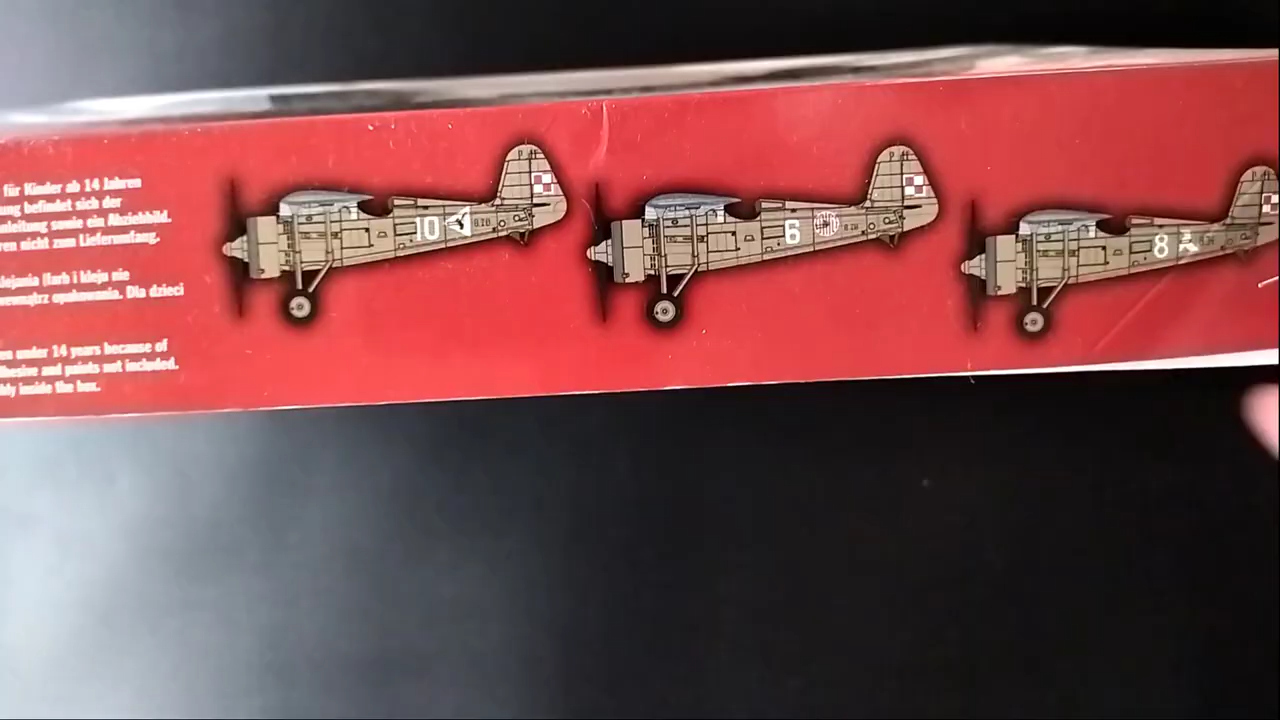 für Kinder ab 14 Jahren
ung befindet sich der
anleitung sowie ein Abziehbild.
ren nicht zum Lieferumfang.
klejania (farb i kleju nie
wewnątrz opakowania. Dla dzieci
en under 14 years because of
dhesive and paints not included.
bly inside the box.
10
6
8